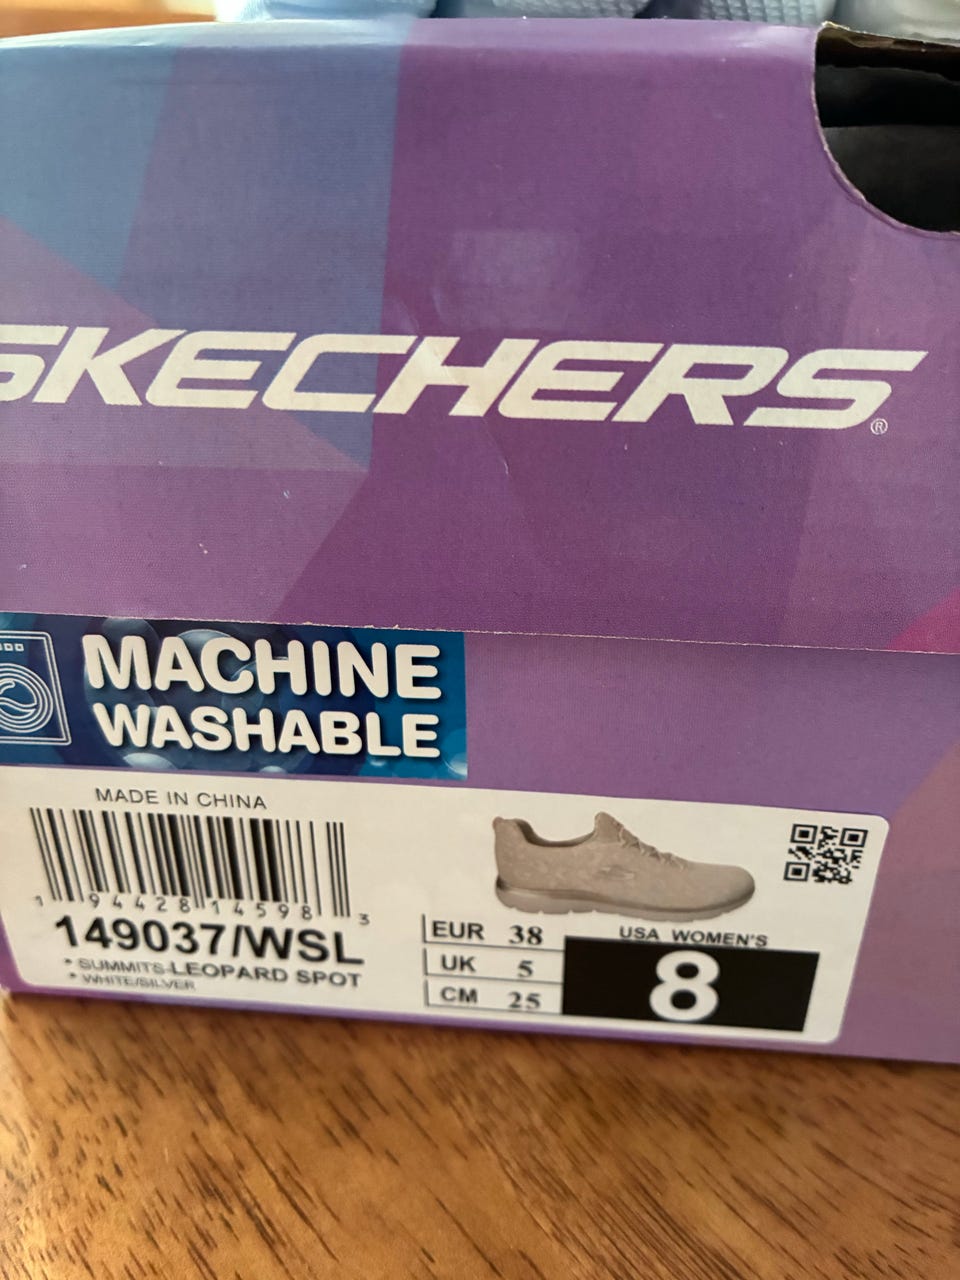 SKECHERS®
MACHINE
WASHABLE
MADE IN CHINA
1 94428 14598 3
149037/WSL
* SUMMITS-LEOPARD SPOT
* WHITE/SILVER
EUR 38
UK 5
CM 25
USA WOMEN'S
8